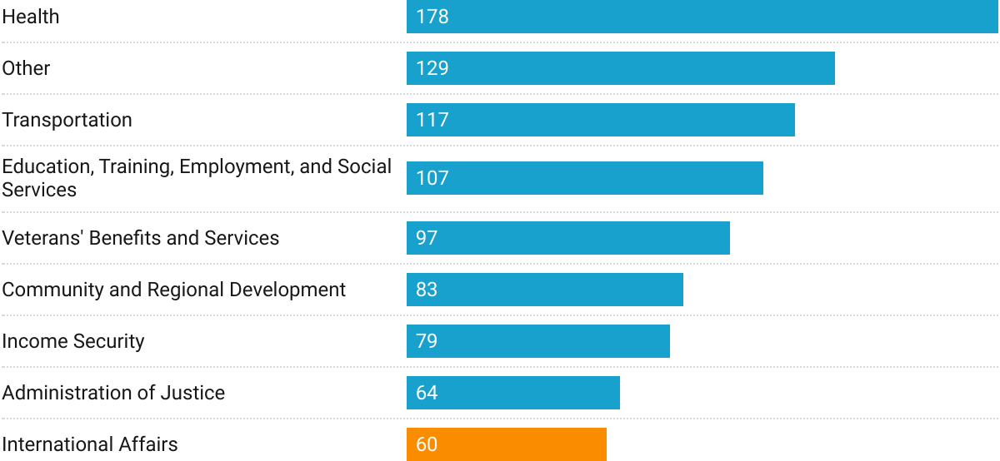 Health 178
Other 129
Transportation 117
Education, Training, Employment, and Social
Services 107
Veterans' Benefits and Services 97
Community and Regional Development 83
Income Security 79
Administration of Justice 64
International Affairs 60